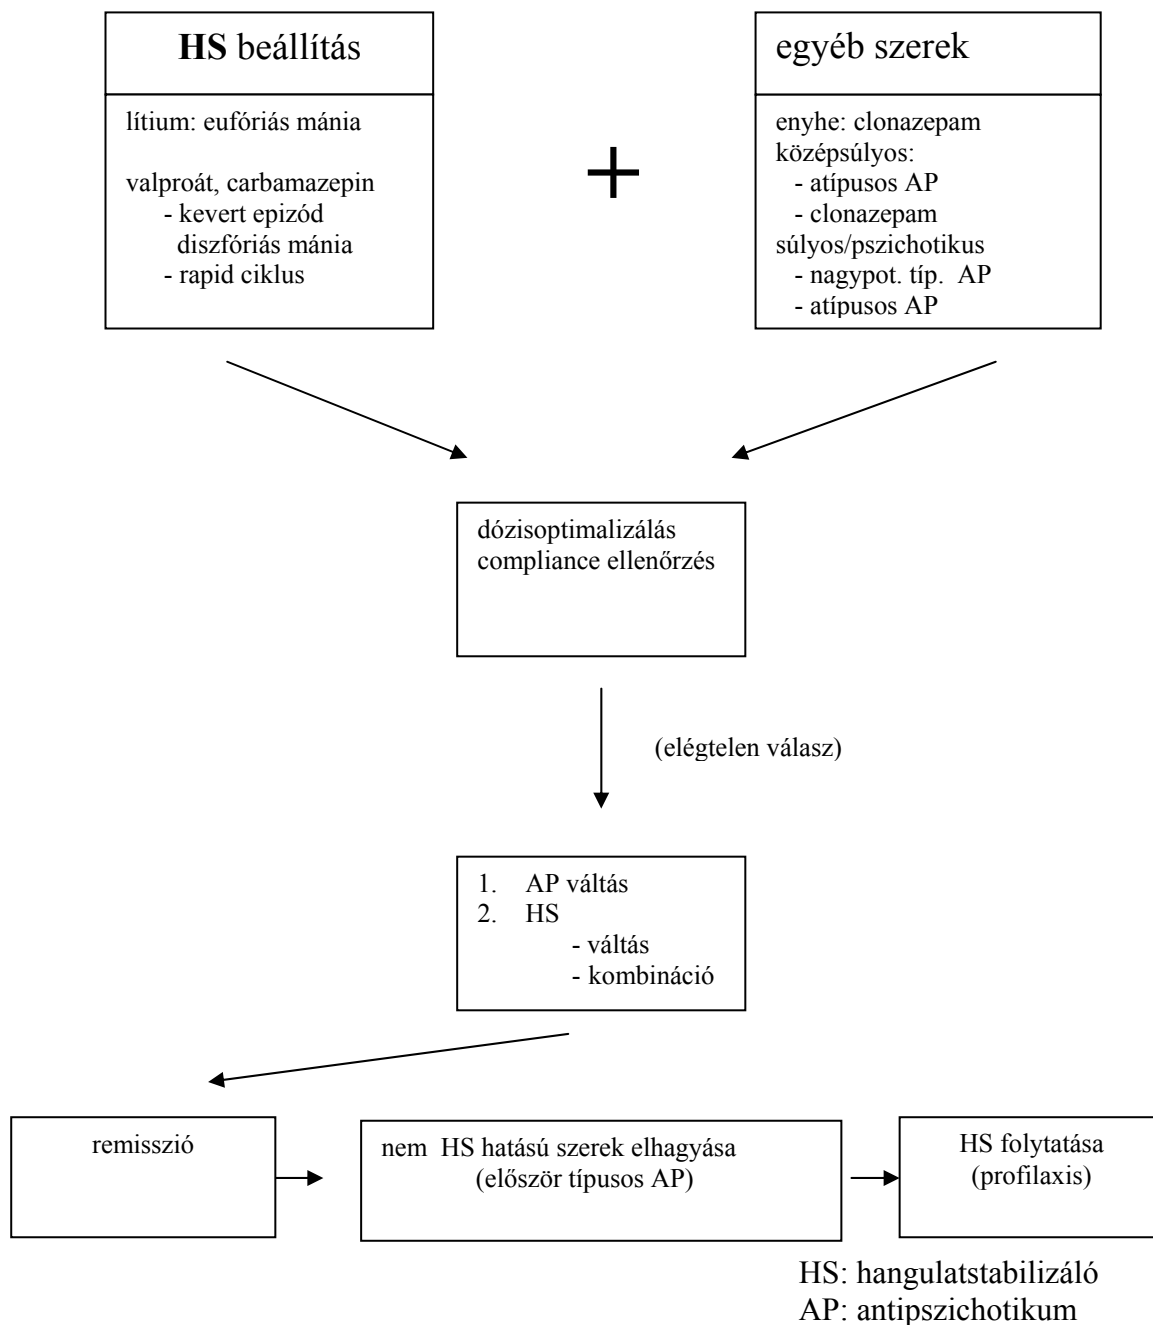 HS beállítás
lítium: eufóriás mánia
valproát, carbamazepin
- kevert epizód
diszfóriás mánia
- rapid ciklus
+
egyéb szerek
enyhe: clonazepam
középsúlyos:
- atípusos AP
- clonazepam
súlyos/pszichotikus
- nagypot. típ. AP
- atípusos AP
dózisoptimalizálás
compliance ellenőrzés
(elégtelen válasz)
1. AP váltás
2. HS
- váltás
- kombináció
remisszió
nem HS hatású szerek elhagyása
(először típusos AP)
HS folytatása
(profilaxis)
HS: hangulatstabilizáló
AP: antipszichotikum